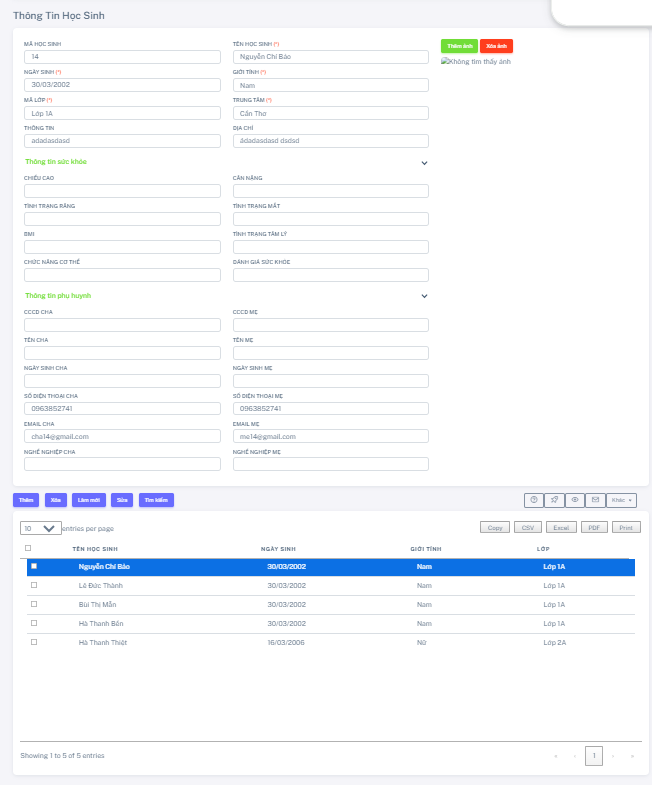 Thông Tin Học Sinh
MÃ HỌC SINH
TÊN HỌC SINH (*)
14
Nguyễn Chí Bảo
Thêm ảnh
Xóa ảnh
Không tìm thấy ảnh
NGÀY SINH (*)
GIỚI TÍNH (*)
30/03/2002
Nam
MÃ LỚP (*)
TRUNG TÂM (*)
Lớp 1A
Cần Thơ
THÔNG TIN
ĐỊA CHỈ
adadasdasd
adadasdasd dsdsd
Thông tin sức khỏe
CHIỀU CAO
CÂN NẶNG
TÌNH TRẠNG RĂNG
TÌNH TRẠNG MẮT
BMI
TÌNH TRẠNG TÂM LÝ
CHỨC NĂNG CƠ THỂ
ĐÁNH GIÁ SỨC KHỎE
Thông tin phụ huynh
CCCD CHA
CCCD MẸ
TÊN CHA
TÊN MẸ
NGÀY SINH CHA
NGÀY SINH MẸ
SỐ ĐIỆN THOẠI CHA
SỐ ĐIỆN THOẠI MẸ
0963852741
0963852741
EMAIL CHA
EMAIL MẸ
cha14@gmail.com
me14@gmail.com
NGHỀ NGHIỆP CHA
NGHỀ NGHIỆP MẸ
Thêm
Xóa
Làm mới
Sửa
Tìm kiếm
Khác
10
entries per page
Copy
CSV
Excel
PDF
Print
TÊN HỌC SINH NGÀY SINH GIỚI TÍNH LỚP
Nguyễn Chí Bảo 30/03/2002 Nam Lớp 1A
Lê Đức Thành 30/03/2002 Nam Lớp 1A
Bùi Thị Mẫn 30/03/2002 Nam Lớp 1A
Hà Thanh Bền 30/03/2002 Nam Lớp 1A
Hà Thanh Thiệt 16/03/2006 Nữ Lớp 2A
Showing 1 to 5 of 5 entries
« ‹ 1 › »